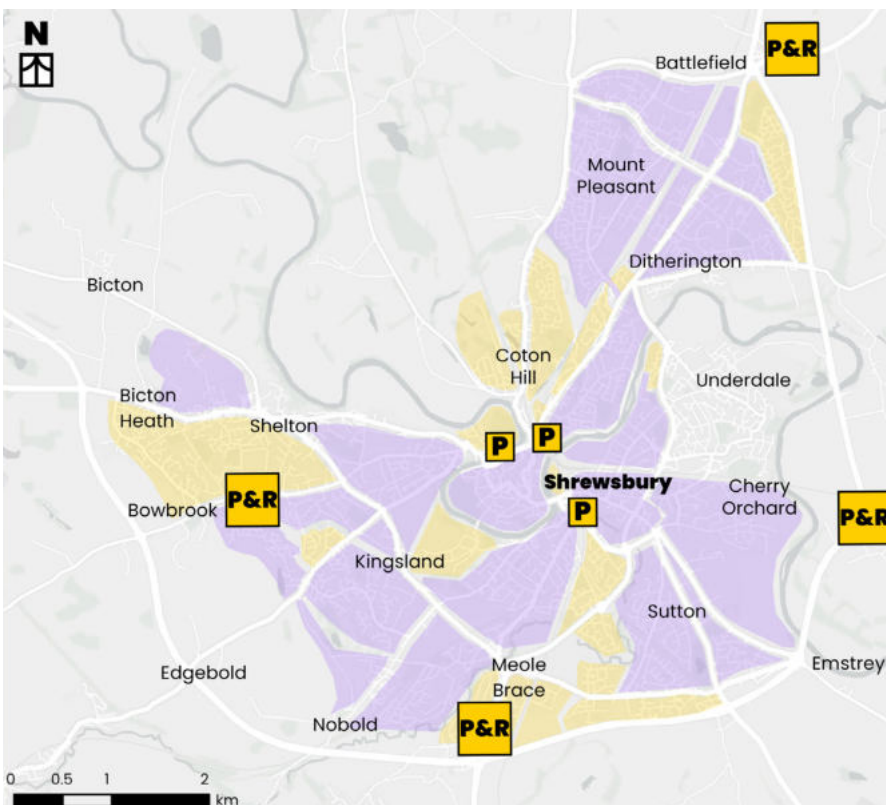 N
P&R
Battlefield
Mount
Pleasant
Ditherington
Bicton
Coton
Hill
Underdale
Bicton
Heath
Shelton
P
P
Shrewsbury
Cherry
Orchard
P&R
Bowbrook
P
P&R
Kingsland
Sutton
Edgebold
Meole
Brace
Emstrey
Nobold
P&R
0 0.5 1 2
km